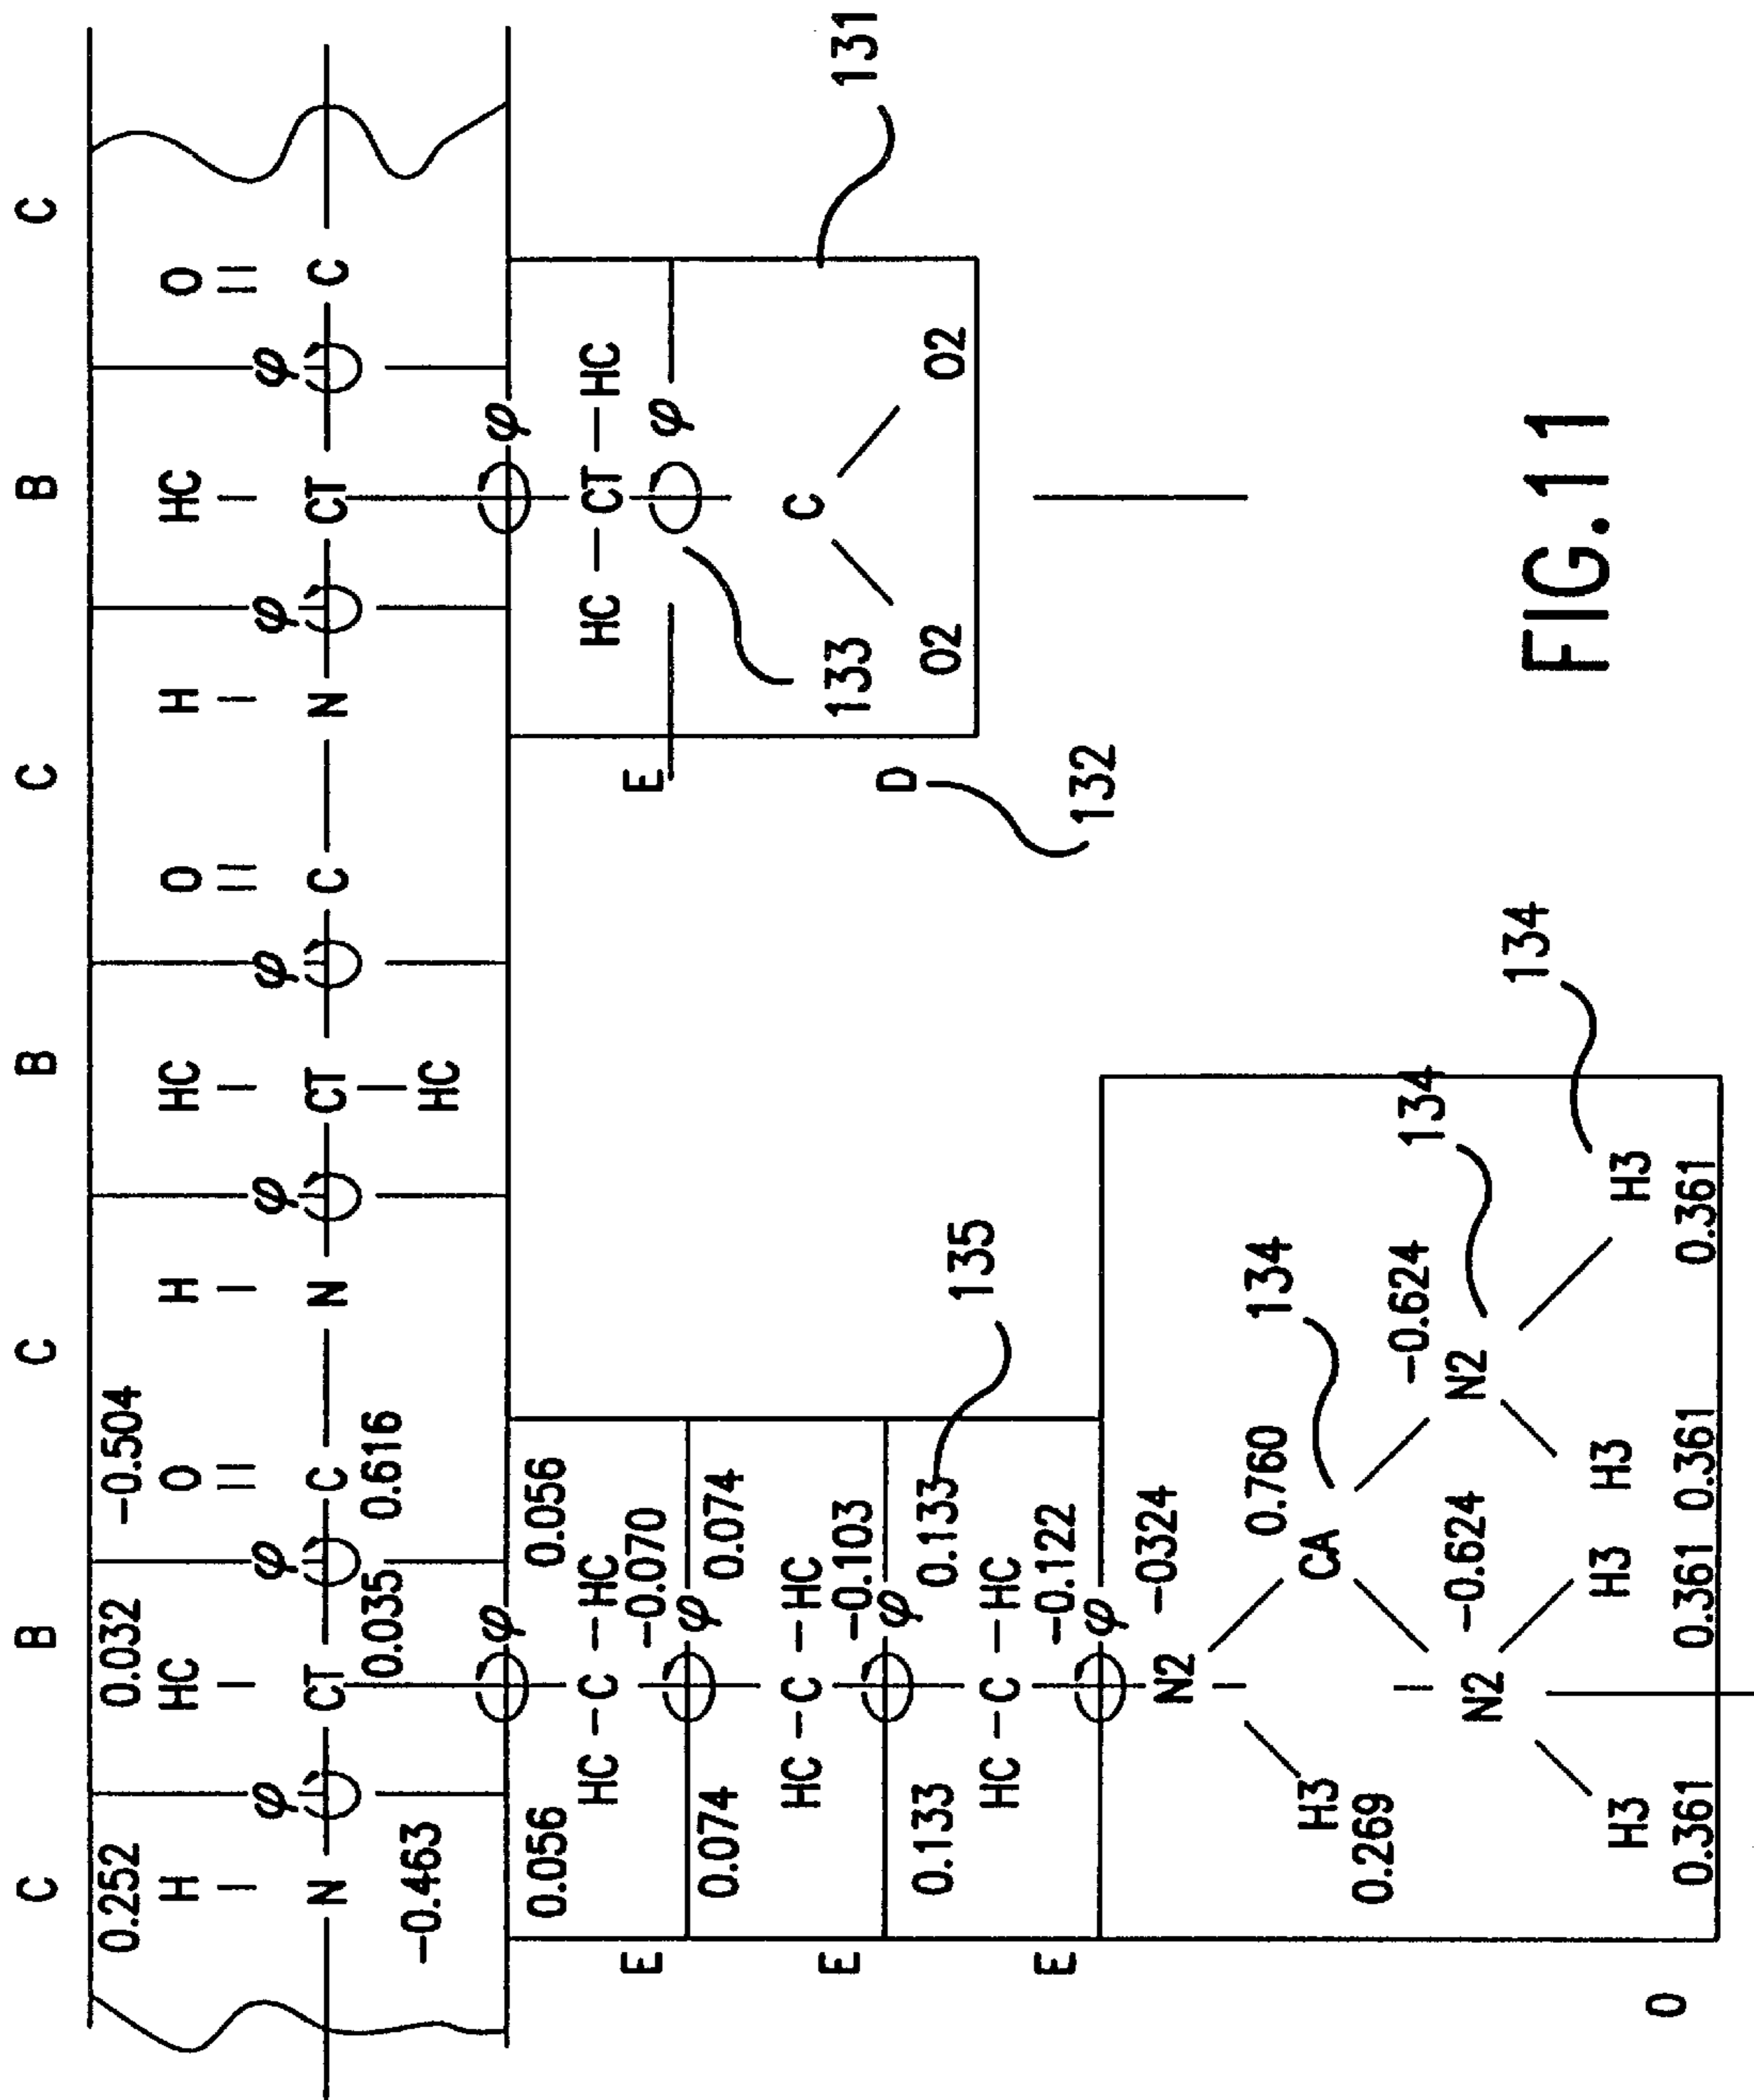 C B C B C B C
0.252 0.032 -0.504
H HC O H HC O H HC O
φ φ φ φ φ φ
N CT C N CT C N CT C
-0.463 0.035 0.616 HC
φ φ
0.056 0.056
HC-C-HC HC-CT-HC
-0.070
E φ E φ
0.074 0.074
133
HC-C-HC C
-0.103
E φ D O2 O2 131
0.133 0.133
HC-C-HC 135 132
-0.122
E φ
-0324
N2
0.760 134
CA
H3
0.269
-0.624 134
-0.624 N2
N2
134
H3 H3 H3 H3
0.361 0.361 0.361 0.361
O
FIG.11